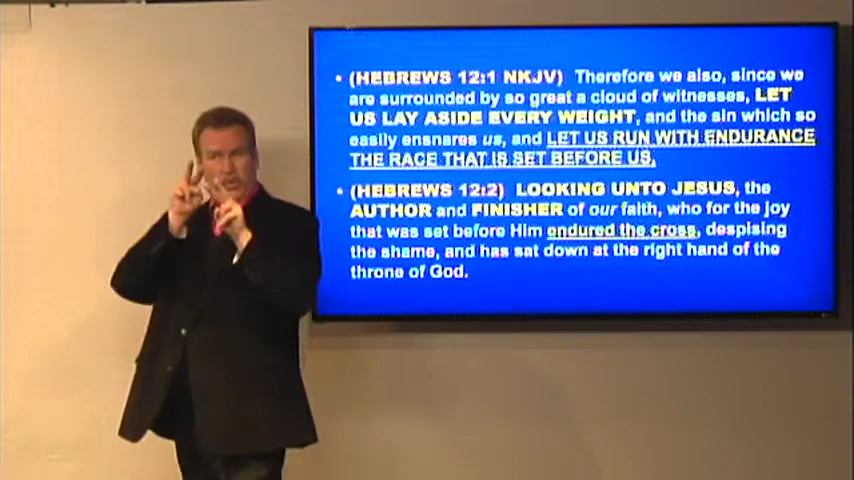 • (HEBREWS 12:1 NKJV) Therefore we also, since we
are surrounded by so great a cloud of witnesses, LET
US LAY ASIDE EVERY WEIGHT, and the sin which so
easily ensnares us, and LET US RUN WITH ENDURANCE
THE RACE THAT IS SET BEFORE US,
• (HEBREWS 12:2) LOOKING UNTO JESUS, the
AUTHOR and FINISHER of our faith, who for the joy
that was set before Him endured the cross, despising
the shame, and has sat down at the right hand of the
throne of God.